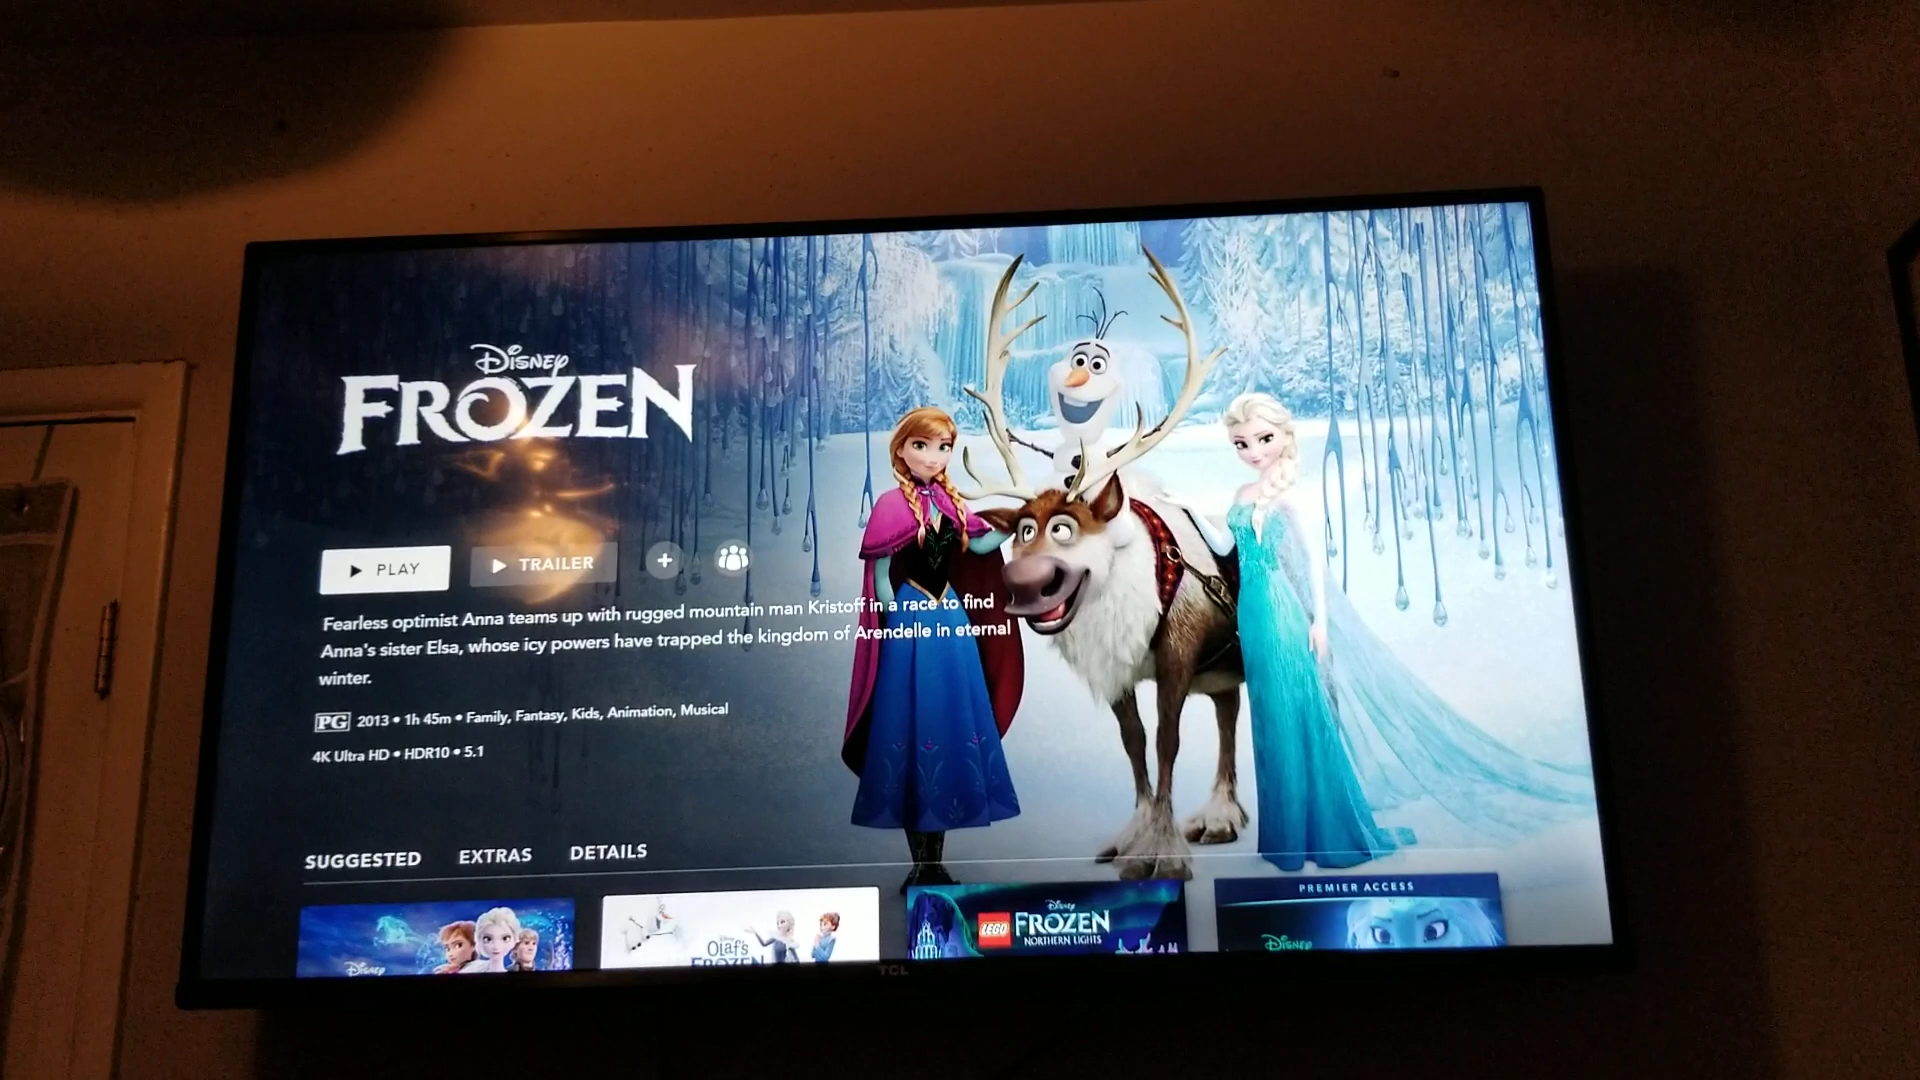 Disney
FROZEN
PLAY
TRAILER
Fearless optimist Anna teams up with rugged mountain man Kristoff in a race to find
Anna's sister Elsa, whose icy powers have trapped the kingdom of Arendelle in eternal
winter.
PG 2013 • 1h 45m • Family, Fantasy, Kids, Animation, Musical
4K Ultra HD • HDR10 • 5.1
SUGGESTED EXTRAS DETAILS
Disney
Disney
OLAF'S
FROZEN
Disney
LEGO FROZEN
NORTHERN LIGHTS
PREMIER ACCESS
Disney
TCL